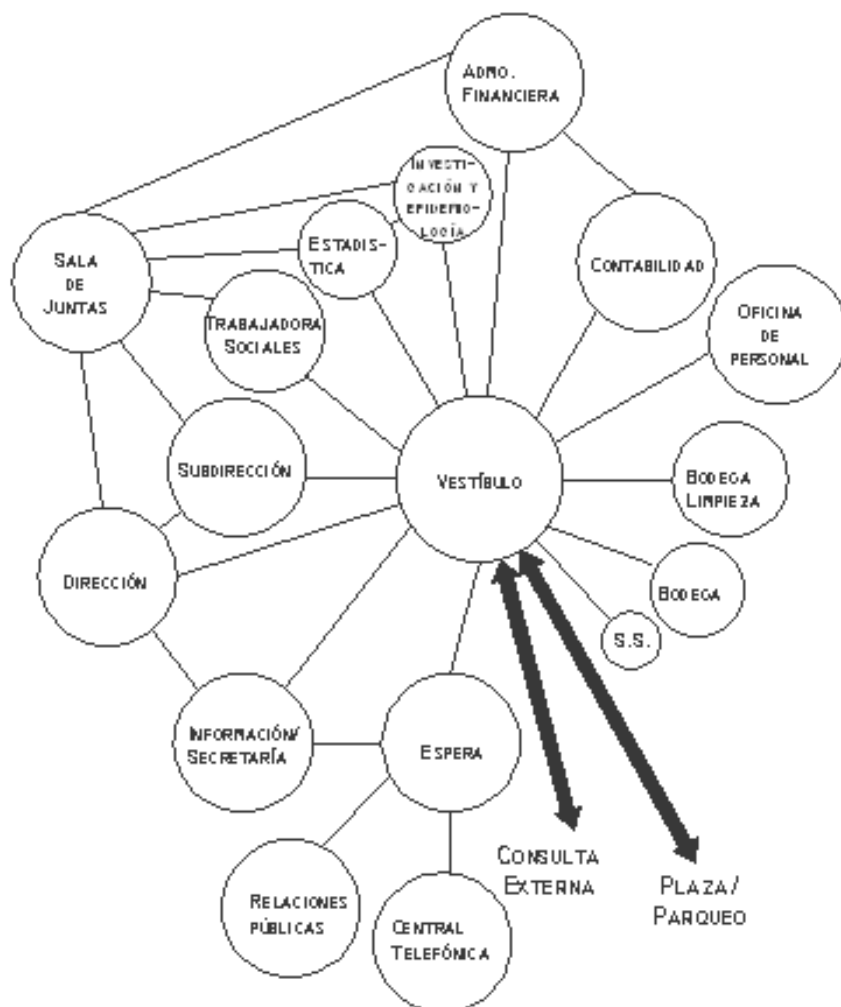 ADMO.
FINANCIERA
INVESTI-
GACIÓN Y
EPIDEMIO-
LOGÍA
ESTADIS-
TICA
SALA
DE
JUNTAS
CONTABILIDAD
OFICINA
DE
PERSONAL
TRABAJADORA
SOCIALES
SUBDIRECCIÓN
VESTÍBULO
BODEGA
LIMPIEZA
DIRECCIÓN
BODEGA
S.S.
INFORMACIÓN/
SECRETARÍA
ESPERA
CONSULTA
EXTERNA
PLAZA/
PARQUEO
RELACIONES
PÚBLICAS
CENTRAL
TELEFÓNICA